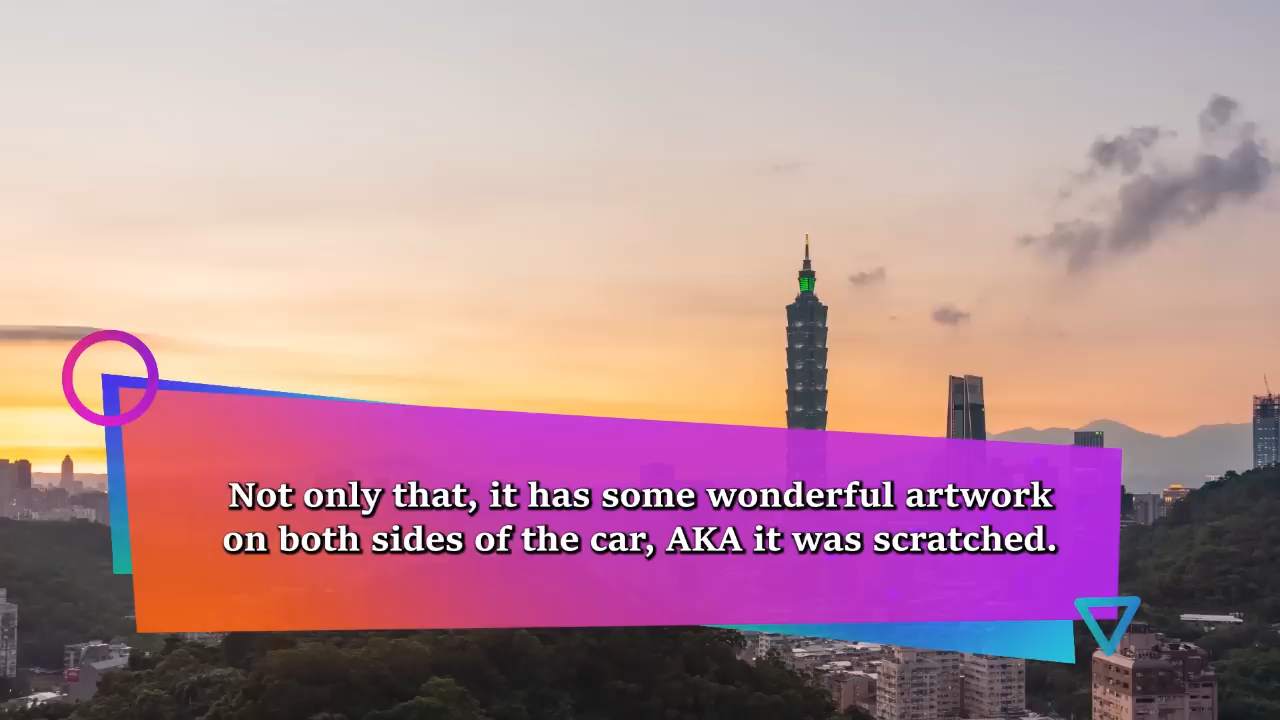 Not only that, it has some wonderful artwork
on both sides of the car, AKA it was scratched.